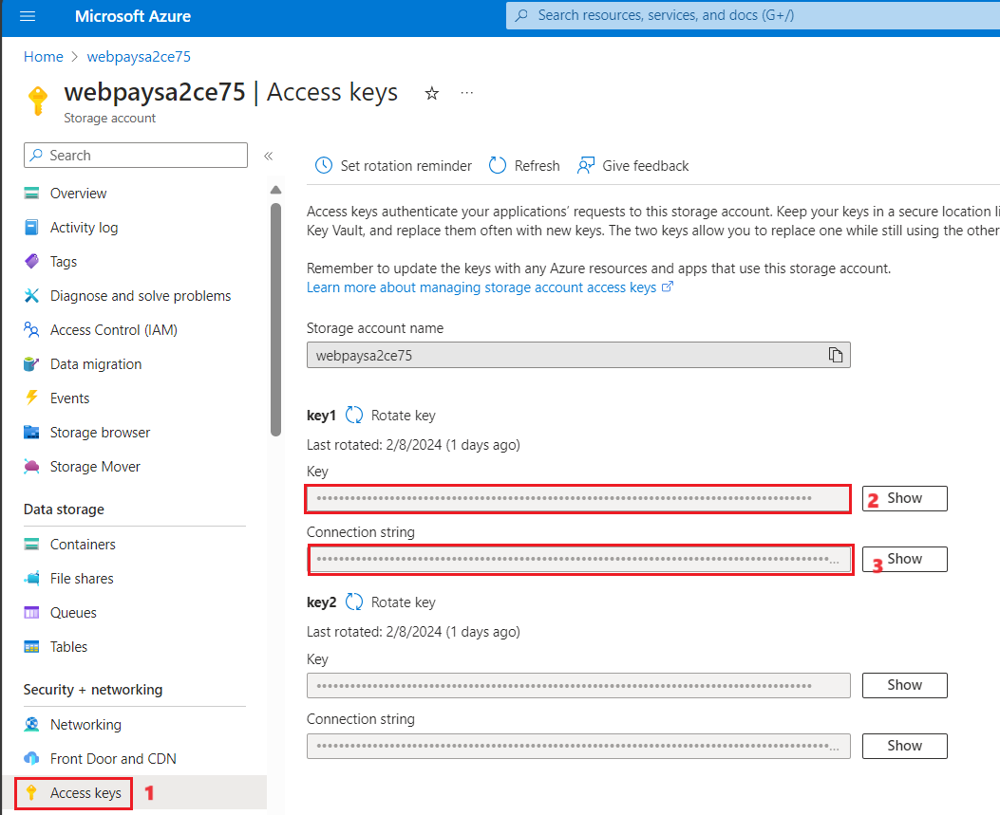 Microsoft Azure
Search resources, services, and docs (G+/)
Home > webpaysa2ce75
webpaysa2ce75 | Access keys
Storage account
Search
Overview
Activity log
Tags
Diagnose and solve problems
Access Control (IAM)
Data migration
Events
Storage browser
Storage Mover
Data storage
Containers
File shares
Queues
Tables
Security + networking
Networking
Front Door and CDN
Access keys 1
Set rotation reminder Refresh Give feedback
Access keys authenticate your applications’ requests to this storage account. Keep your keys in a secure location
Key Vault, and replace them often with new keys. The two keys allow you to replace one while still using the other
Remember to update the keys with any Azure resources and apps that use this storage account.
Learn more about managing storage account access keys
Storage account name
webpaysa2ce75
key1 Rotate key
Last rotated: 2/8/2024 (1 days ago)
Key
2 Show
Connection string
3 Show
key2 Rotate key
Last rotated: 2/8/2024 (1 days ago)
Key
Show
Connection string
Show